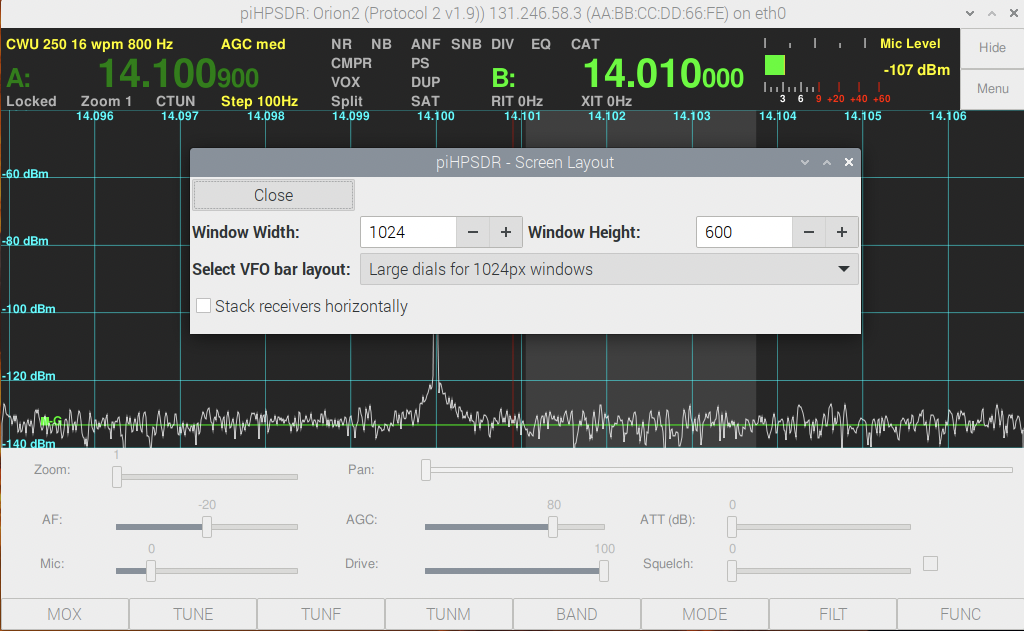 piHPSDR: Orion2 (Protocol 2 v1.9)) 131.246.58.3 (AA:BB:CC:DD:66:FE) on eth0
CWU 250 16 wpm 800 Hz AGC med NR NB ANF SNB DIV EQ CAT Mic Level Hide
CMPR PS
A: 14.100900 VOX DUP B: 14.010000 -107 dBm
Locked Zoom 1 CTUN Step 100Hz Split SAT RIT 0Hz XIT 0Hz 3 6 9 +20 +40 +60 Menu
14.096 14.097 14.098 14.099 14.100 14.101 14.102 14.103 14.104 14.105 14.106
piHPSDR - Screen Layout
-60 dBm
Close
Window Width: 1024 − + Window Height: 600 − +
-80 dBm
Select VFO bar layout: Large dials for 1024px windows
Stack receivers horizontally
-100 dBm
-120 dBm
-140 dBm
Zoom: 1 Pan:
AF: -20 AGC: 80 ATT (dB): 0
Mic: 0 Drive: 100 Squelch: 0
MOX TUNE TUNF TUNM BAND MODE FILT FUNC